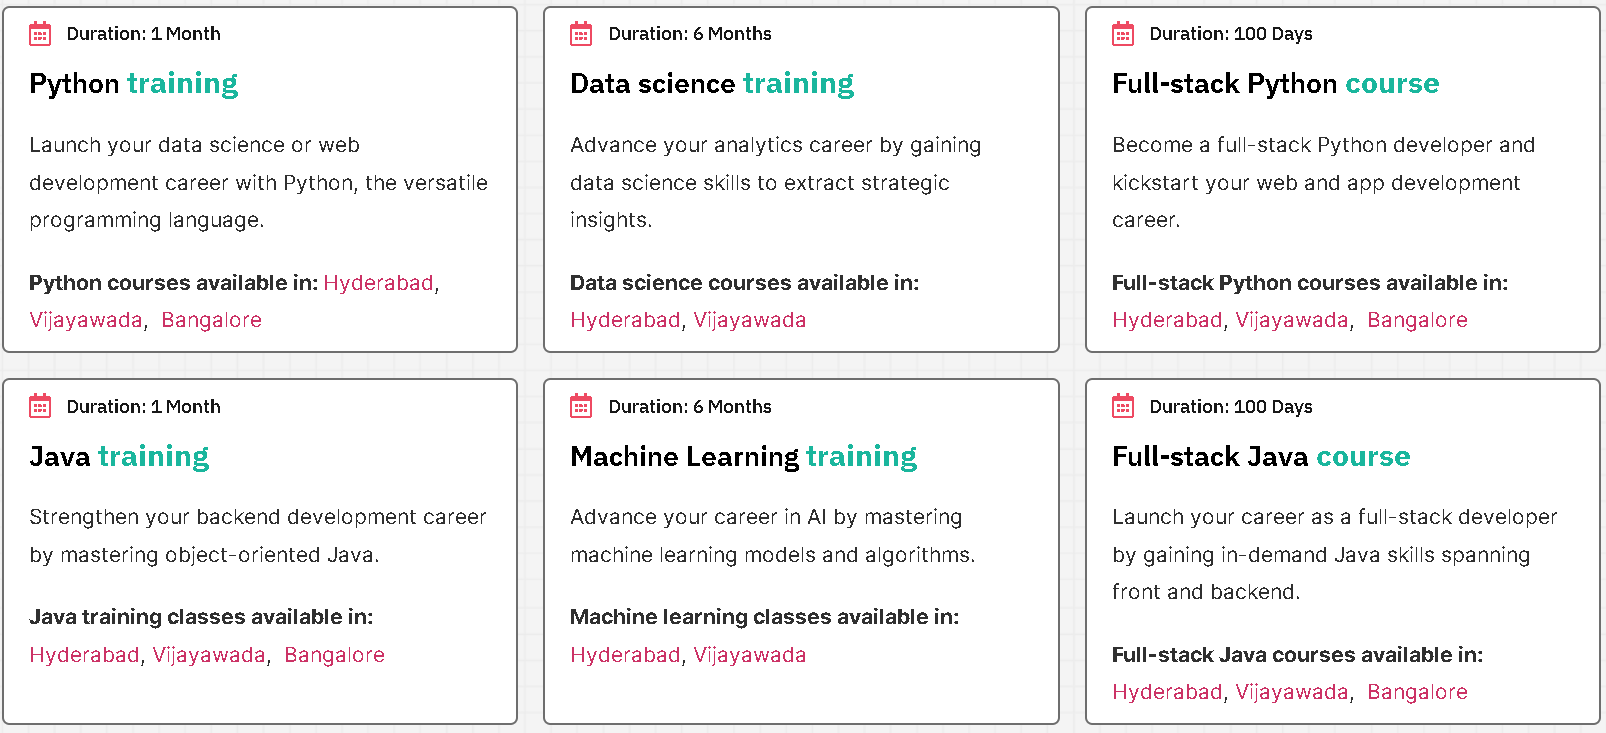 Duration: 1 Month
Python training
Launch your data science or web
development career with Python, the versatile
programming language.
Python courses available in: Hyderabad,
Vijayawada, Bangalore
Duration: 6 Months
Data science training
Advance your analytics career by gaining
data science skills to extract strategic
insights.
Data science courses available in:
Hyderabad, Vijayawada
Duration: 100 Days
Full-stack Python course
Become a full-stack Python developer and
kickstart your web and app development
career.
Full-stack Python courses available in:
Hyderabad, Vijayawada, Bangalore
Duration: 1 Month
Java training
Strengthen your backend development career
by mastering object-oriented Java.
Java training classes available in:
Hyderabad, Vijayawada, Bangalore
Duration: 6 Months
Machine Learning training
Advance your career in AI by mastering
machine learning models and algorithms.
Machine learning classes available in:
Hyderabad, Vijayawada
Duration: 100 Days
Full-stack Java course
Launch your career as a full-stack developer
by gaining in-demand Java skills spanning
front and backend.
Full-stack Java courses available in:
Hyderabad, Vijayawada, Bangalore